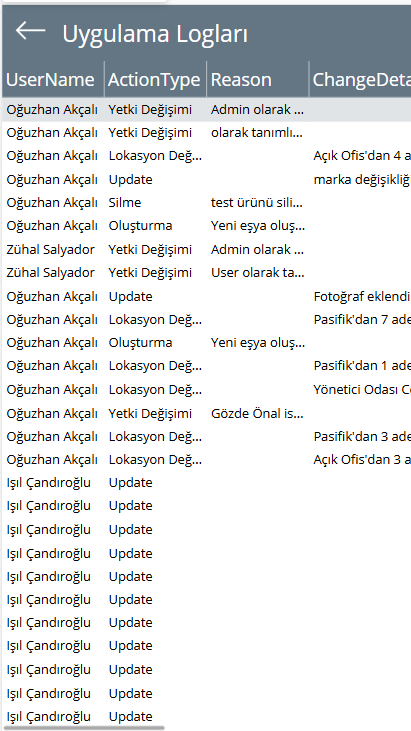 Uygulama Logları
UserName ActionType Reason ChangeDeta
Oğuzhan Akçalı Yetki Değişimi Admin olarak ...
Oğuzhan Akçalı Yetki Değişimi olarak tanımlı...
Oğuzhan Akçalı Lokasyon Değ... Açık Ofis'dan 4 a
Oğuzhan Akçalı Update marka değişikliğ
Oğuzhan Akçalı Silme test ürünü sili...
Oğuzhan Akçalı Oluşturma Yeni eşya oluş...
Zühal Salyador Yetki Değişimi Admin olarak ...
Zühal Salyador Yetki Değişimi User olarak ta...
Oğuzhan Akçalı Update Fotoğraf eklendi
Oğuzhan Akçalı Lokasyon Değ... Pasifik'dan 7 ade
Oğuzhan Akçalı Oluşturma Yeni eşya oluş...
Oğuzhan Akçalı Lokasyon Değ... Pasifik'dan 1 ade
Oğuzhan Akçalı Lokasyon Değ... Yönetici Odası C
Oğuzhan Akçalı Yetki Değişimi Gözde Önal is...
Oğuzhan Akçalı Lokasyon Değ... Pasifik'dan 3 ade
Oğuzhan Akçalı Lokasyon Değ... Açık Ofis'dan 3 a
Işıl Çandıroğlu Update
Işıl Çandıroğlu Update
Işıl Çandıroğlu Update
Işıl Çandıroğlu Update
Işıl Çandıroğlu Update
Işıl Çandıroğlu Update
Işıl Çandıroğlu Update
Işıl Çandıroğlu Update
Işıl Çandıroğlu Update
Işıl Çandıroğlu Update
Işıl Çandıroğlu Update